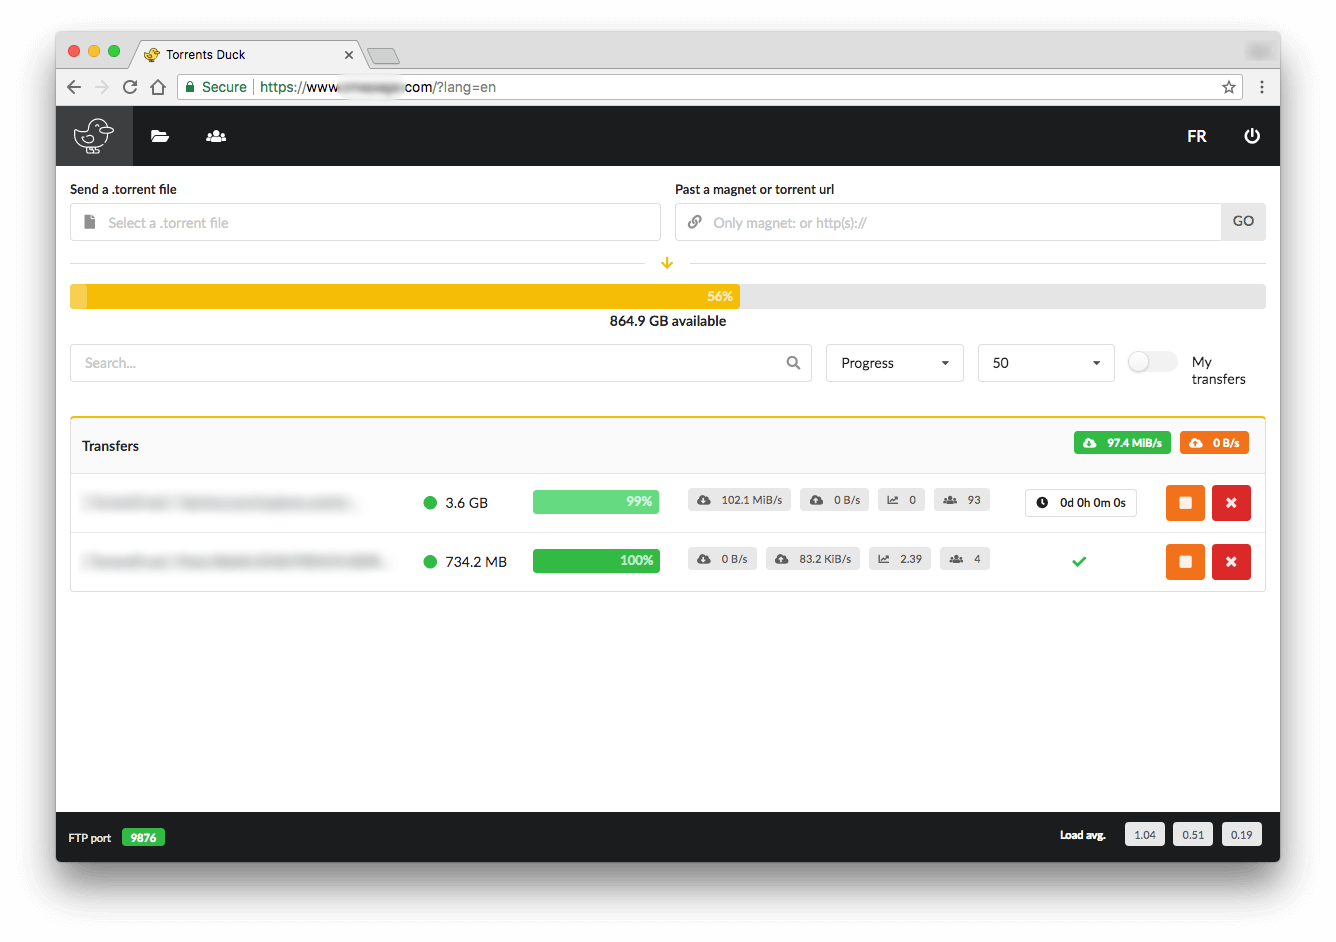 Torrents Duck
Secure https://www.com/?lang=en
FR
Send a .torrent file
Past a magnet or torrent url
Select a .torrent file
Only magnet: or http(s)://
GO
56%
864.9 GB available
Search...
Progress
50
My transfers
Transfers
97.4 MiB/s
0 B/s
3.6 GB
99%
102.1 MiB/s
0 B/s
0
93
0d 0h 0m 0s
734.2 MB
100%
0 B/s
83.2 KiB/s
2.39
4
FTP port
9876
Load avg.
1.04
0.51
0.19